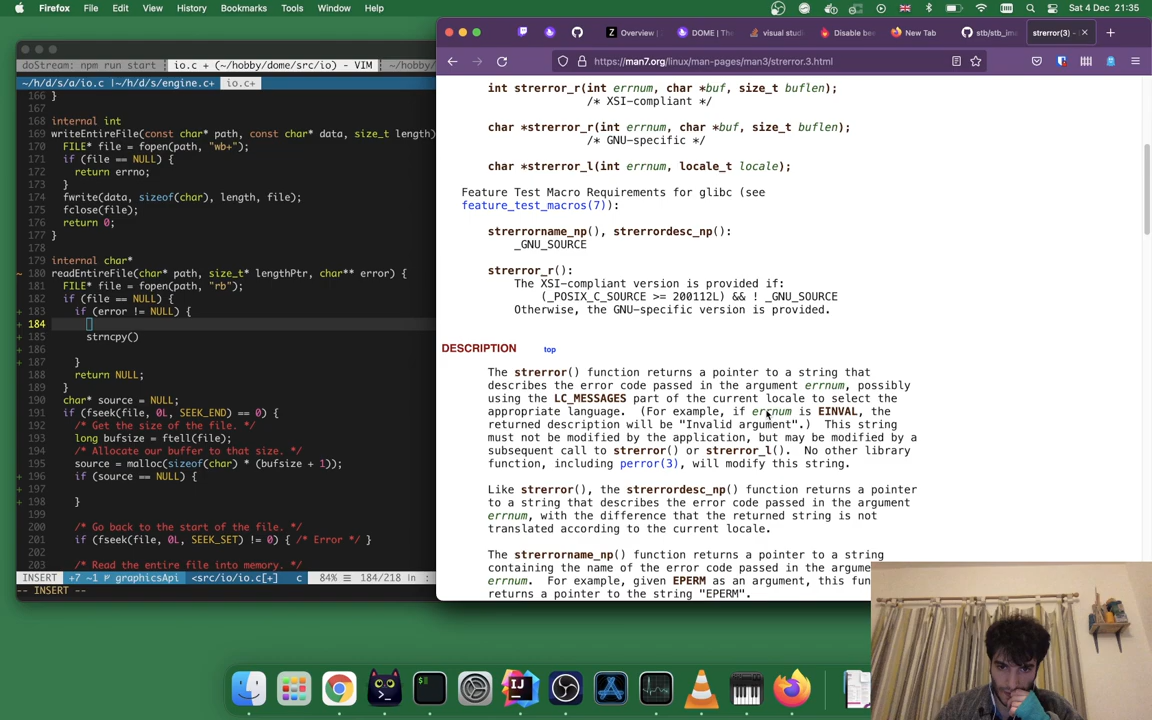 Firefox File Edit View History Bookmarks Tools Window Help Sat 4 Dec 21:35
doStream: npm run start io.c + (~/hobby/dome/src/io) - VIM ~/hobby/
~/h/d/s/a/io.c |~/h/d/s/engine.c+ io.c+
166 }
167
168 internal int
169 writeEntireFile(const char* path, const char* data, size_t length)
170 FILE* file = fopen(path, "wb+");
171 if (file == NULL) {
172 return errno;
173 }
174 fwrite(data, sizeof(char), length, file);
175 fclose(file);
176 return 0;
177 }
178
179 internal char*
~ 180 readEntireFile(char* path, size_t* lengthPtr, char** error) {
181 FILE* file = fopen(path, "rb");
182 if (file == NULL) {
+ 183 if (error != NULL) {
+ 184
+ 185 strncpy()
+ 186
+ 187 }
188 return NULL;
189 }
190 char* source = NULL;
191 if (fseek(file, 0L, SEEK_END) == 0) {
192 /* Get the size of the file. */
193 long bufsize = ftell(file);
194 /* Allocate our buffer to that size. */
195 source = malloc(sizeof(char) * (bufsize + 1));
+ 196 if (source == NULL) {
+ 197
+ 198 }
199
200 /* Go back to the start of the file. */
201 if (fseek(file, 0L, SEEK_SET) != 0) { /* Error */ }
202
203 /* Read the entire file into memory. */
INSERT +7 ~1 graphicsApi <src/io/io.c[+] c 84% 184/218 ln :
-- INSERT --
Overview DOME | The visual stud Disable be New Tab stb/stb_im strerror(3) -
https://man7.org/linux/man-pages/man3/strerror.3.html
int strerror_r(int errnum, char *buf, size_t buflen);
/* XSI-compliant */
char *strerror_r(int errnum, char *buf, size_t buflen);
/* GNU-specific */
char *strerror_l(int errnum, locale_t locale);
Feature Test Macro Requirements for glibc (see
feature_test_macros(7)):
strerrorname_np(), strerrordesc_np():
_GNU_SOURCE
strerror_r():
The XSI-compliant version is provided if:
(_POSIX_C_SOURCE >= 200112L) && ! _GNU_SOURCE
Otherwise, the GNU-specific version is provided.
DESCRIPTION top
The strerror() function returns a pointer to a string that
describes the error code passed in the argument errnum, possibly
using the LC_MESSAGES part of the current locale to select the
appropriate language. (For example, if errnum is EINVAL, the
returned description will be "Invalid argument".) This string
must not be modified by the application, but may be modified by a
subsequent call to strerror() or strerror_l(). No other library
function, including perror(3), will modify this string.
Like strerror(), the strerrordesc_np() function returns a pointer
to a string that describes the error code passed in the argument
errnum, with the difference that the returned string is not
translated according to the current locale.
The strerrorname_np() function returns a pointer to a string
containing the name of the error code passed in the argume
errnum. For example, given EPERM as an argument, this fun
returns a pointer to the string "EPERM".